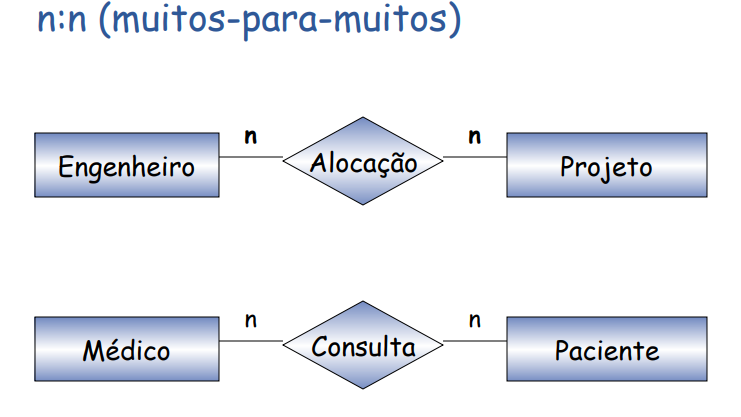 n:n (muitos-para-muitos)
n n
Engenheiro Alocação Projeto
n n
Médico Consulta Paciente